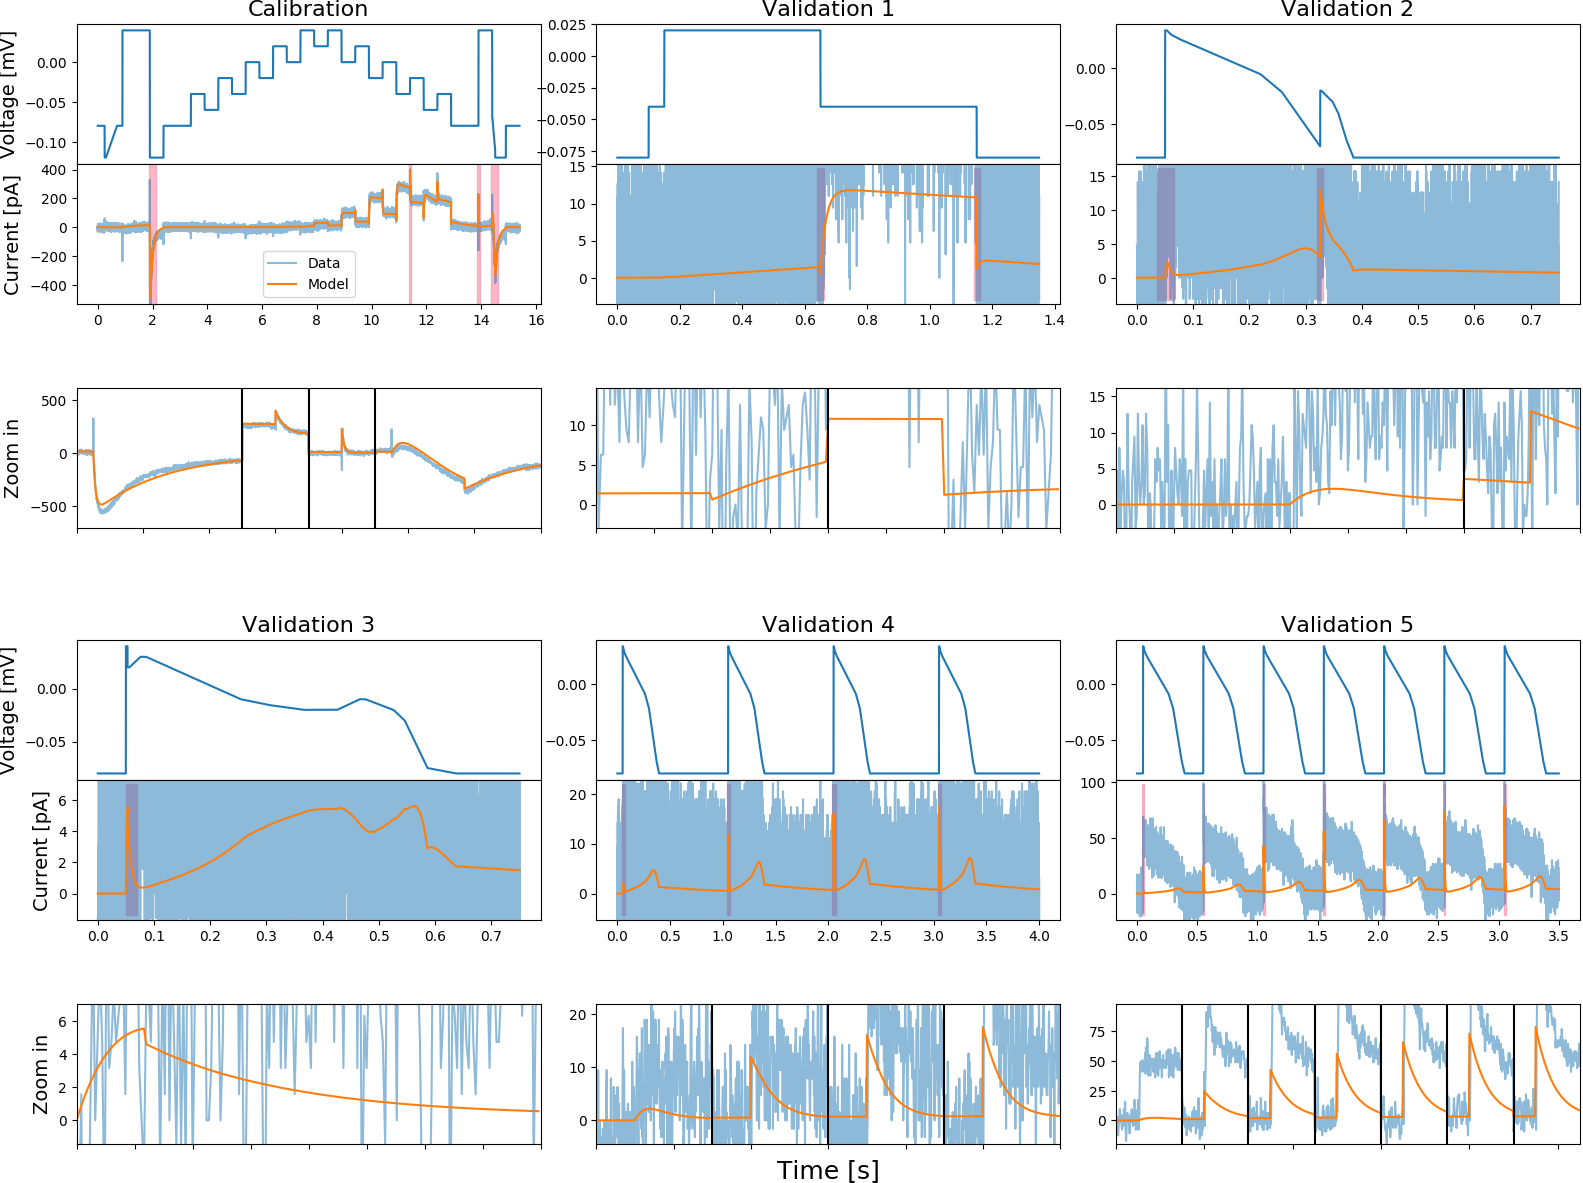 Calibration
Validation 1
Validation 2
Voltage [mV]
0.00
−0.05
−0.10
0.025
0.000
−0.025
−0.050
−0.075
0.00
−0.05
Current [pA]
400
200
0
−200
−400
Data
Model
15
10
5
0
15
10
5
0
0 2 4 6 8 10 12 14 16
0.0 0.2 0.4 0.6 0.8 1.0 1.2 1.4
0.0 0.1 0.2 0.3 0.4 0.5 0.6 0.7
Zoom in
500
0
−500
10
5
0
15
10
5
0
Validation 3
Validation 4
Validation 5
Voltage [mV]
0.00
−0.05
0.00
−0.05
0.00
−0.05
Current [pA]
6
4
2
0
20
10
0
100
50
0
0.0 0.1 0.2 0.3 0.4 0.5 0.6 0.7
0.0 0.5 1.0 1.5 2.0 2.5 3.0 3.5 4.0
0.0 0.5 1.0 1.5 2.0 2.5 3.0 3.5
Zoom in
6
4
2
0
20
10
0
75
50
25
0
Time [s]